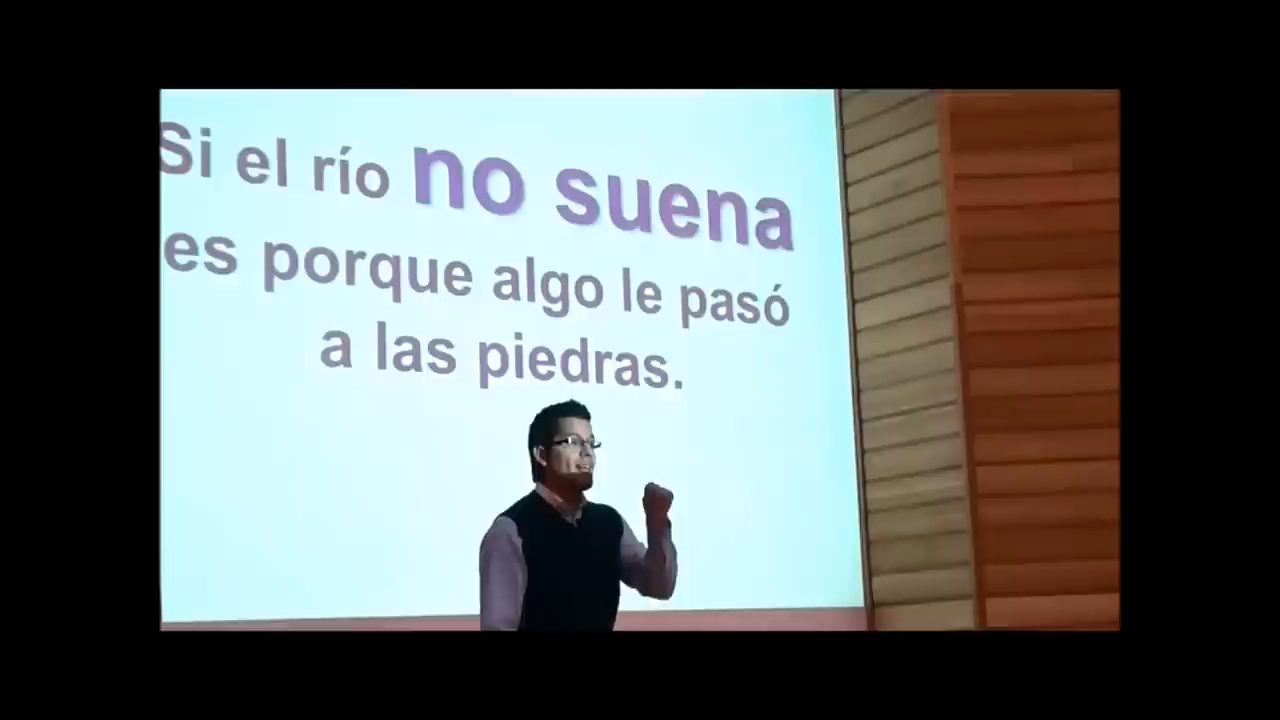 Si el río no suena
es porque algo le pasó
a las piedras.